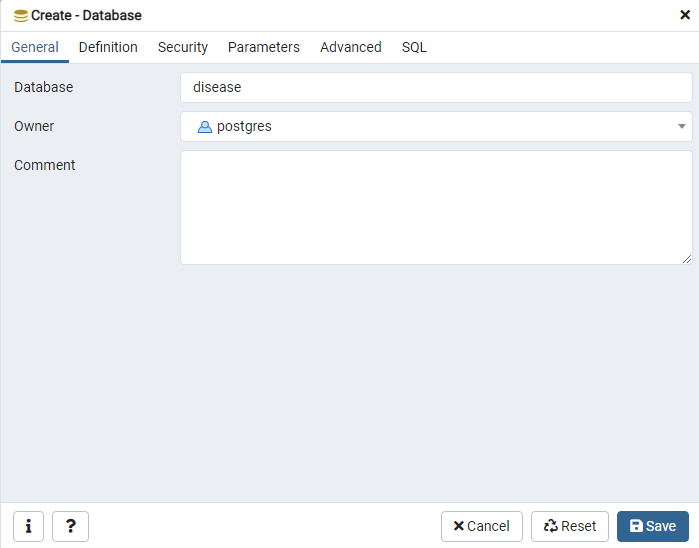 Create - Database
General Definition Security Parameters Advanced SQL
Database disease
Owner postgres
Comment
i ? Cancel Reset Save